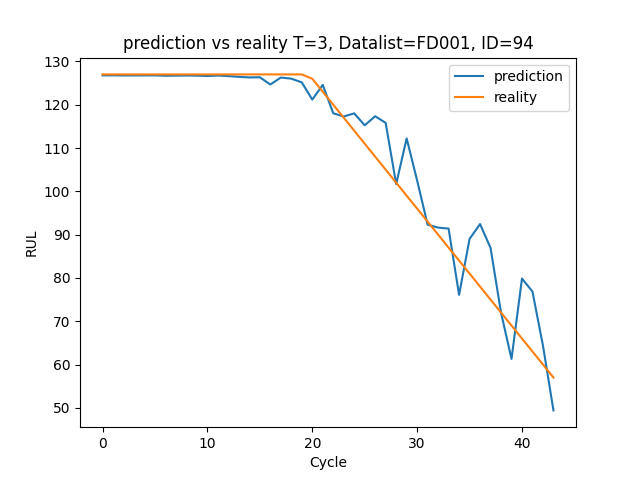 prediction vs reality T=3, Datalist=FD001, ID=94
prediction
reality
130
120
110
100
90
80
70
60
50
RUL
0 10 20 30 40
Cycle